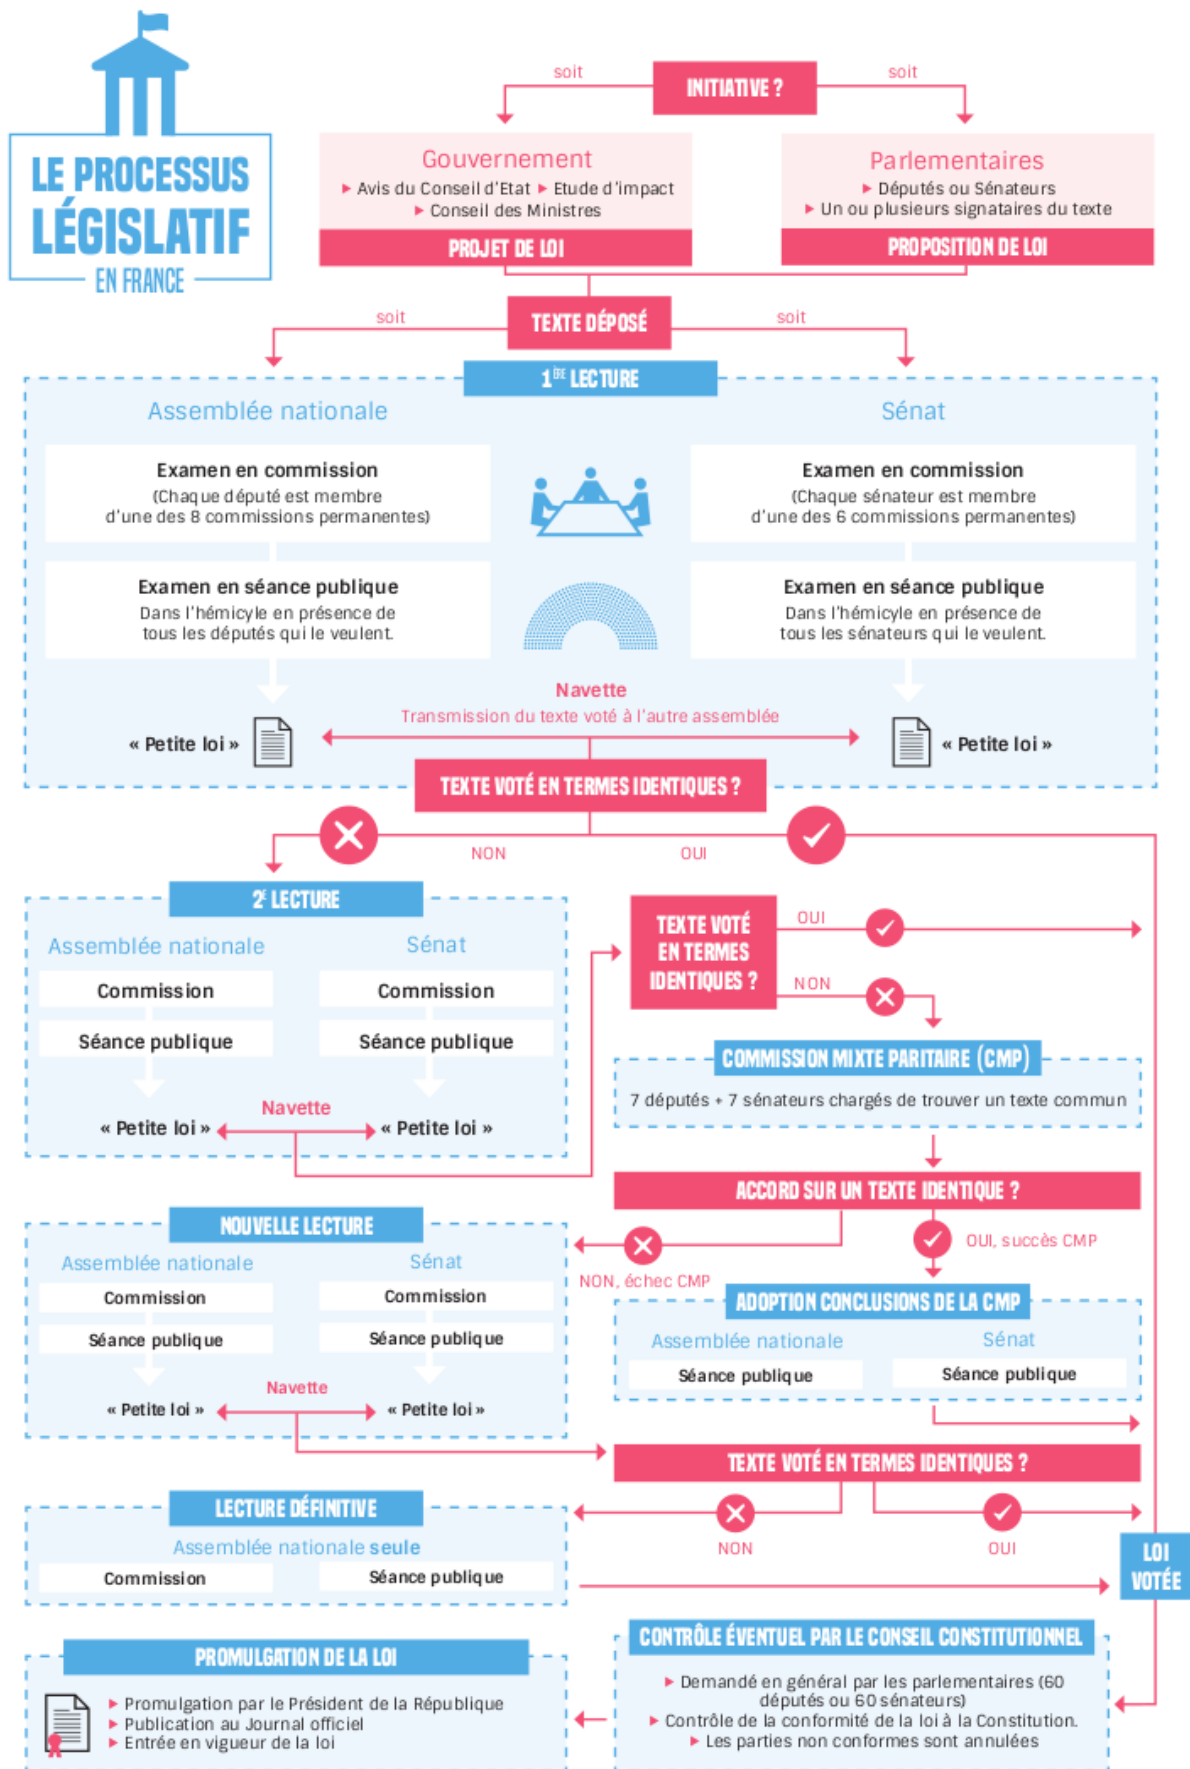 LE PROCESSUS
LÉGISLATIF
EN FRANCE
soit
INITIATIVE ?
soit
Gouvernement
▶ Avis du Conseil d'Etat ▶ Etude d'impact
▶ Conseil des Ministres
PROJET DE LOI
Parlementaires
▶ Députés ou Sénateurs
▶ Un ou plusieurs signataires du texte
PROPOSITION DE LOI
soit
TEXTE DÉPOSÉ
soit
1ÈRE LECTURE
Assemblée nationale
Examen en commission
(Chaque député est membre
d'une des 8 commissions permanentes)
Examen en séance publique
Dans l'hémicyle en présence de
tous les députés qui le veulent.
« Petite loi »
Sénat
Examen en commission
(Chaque sénateur est membre
d'une des 6 commissions permanentes)
Examen en séance publique
Dans l'hémicyle en présence de
tous les sénateurs qui le veulent.
« Petite loi »
Navette
Transmission du texte voté à l'autre assemblée
TEXTE VOTÉ EN TERMES IDENTIQUES ?
NON
OUI
2E LECTURE
Assemblée nationale
Commission
Séance publique
« Petite loi »
Sénat
Commission
Séance publique
« Petite loi »
Navette
TEXTE VOTÉ
EN TERMES
IDENTIQUES ?
OUI
NON
COMMISSION MIXTE PARITAIRE (CMP)
7 députés + 7 sénateurs chargés de trouver un texte commun
ACCORD SUR UN TEXTE IDENTIQUE ?
NON, échec CMP
OUI, succès CMP
NOUVELLE LECTURE
Assemblée nationale
Commission
Séance publique
« Petite loi »
Sénat
Commission
Séance publique
« Petite loi »
Navette
ADOPTION CONCLUSIONS DE LA CMP
Assemblée nationale
Séance publique
Sénat
Séance publique
TEXTE VOTÉ EN TERMES IDENTIQUES ?
NON
OUI
LECTURE DÉFINITIVE
Assemblée nationale seule
Commission
Séance publique
LOI
VOTÉE
CONTRÔLE ÉVENTUEL PAR LE CONSEIL CONSTITUTIONNEL
▶ Demandé en général par les parlementaires (60
députés ou 60 sénateurs)
▶ Contrôle de la conformité de la loi à la Constitution.
▶ Les parties non conformes sont annulées
PROMULGATION DE LA LOI
▶ Promulgation par le Président de la République
▶ Publication au Journal officiel
▶ Entrée en vigueur de la loi